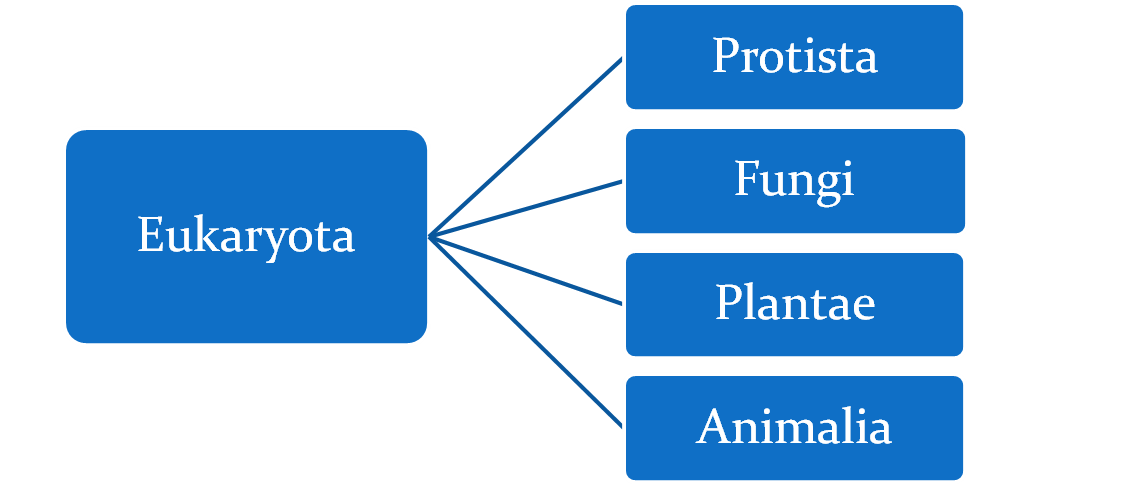 Eukaryota
Protista
Fungi
Plantae
Animalia